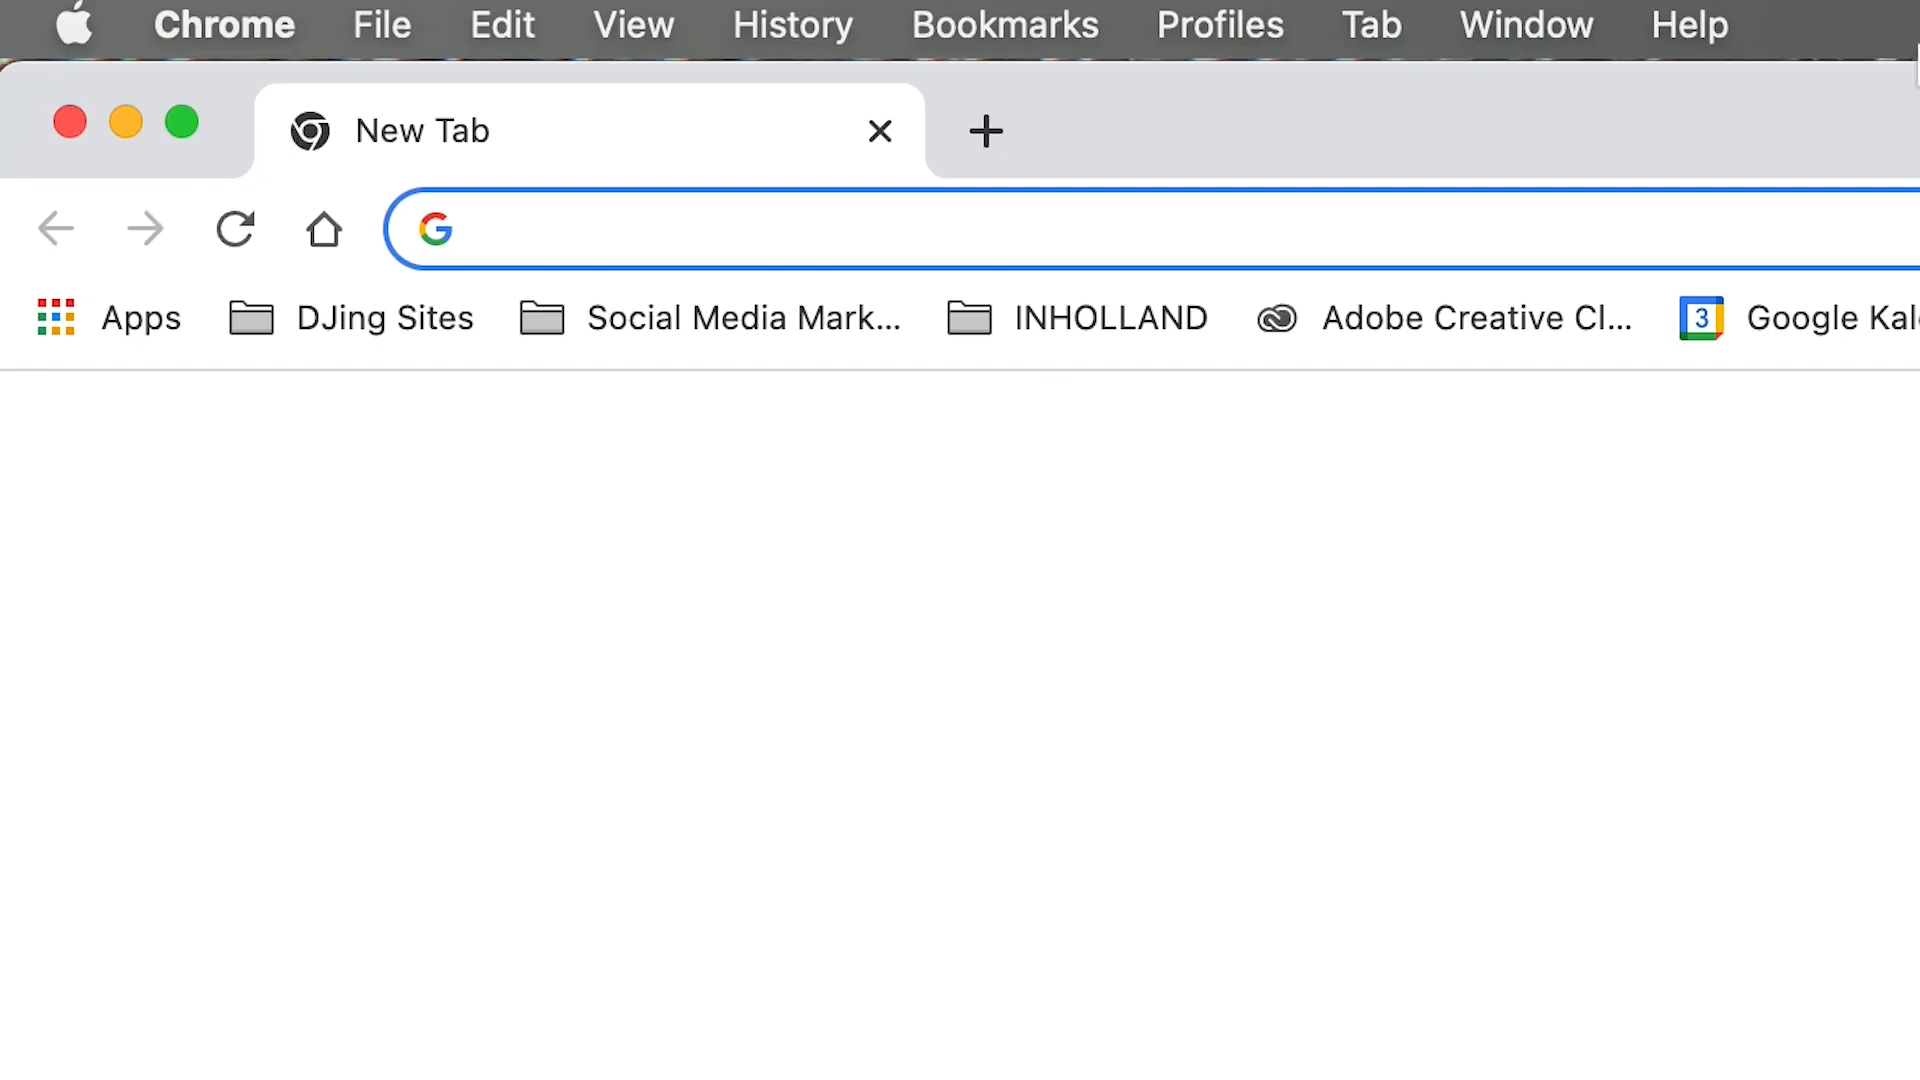 Chrome File Edit View History Bookmarks Profiles Tab Window Help
New Tab
Apps DJing Sites Social Media Mark... INHOLLAND Adobe Creative Cl... 3 Google Kal